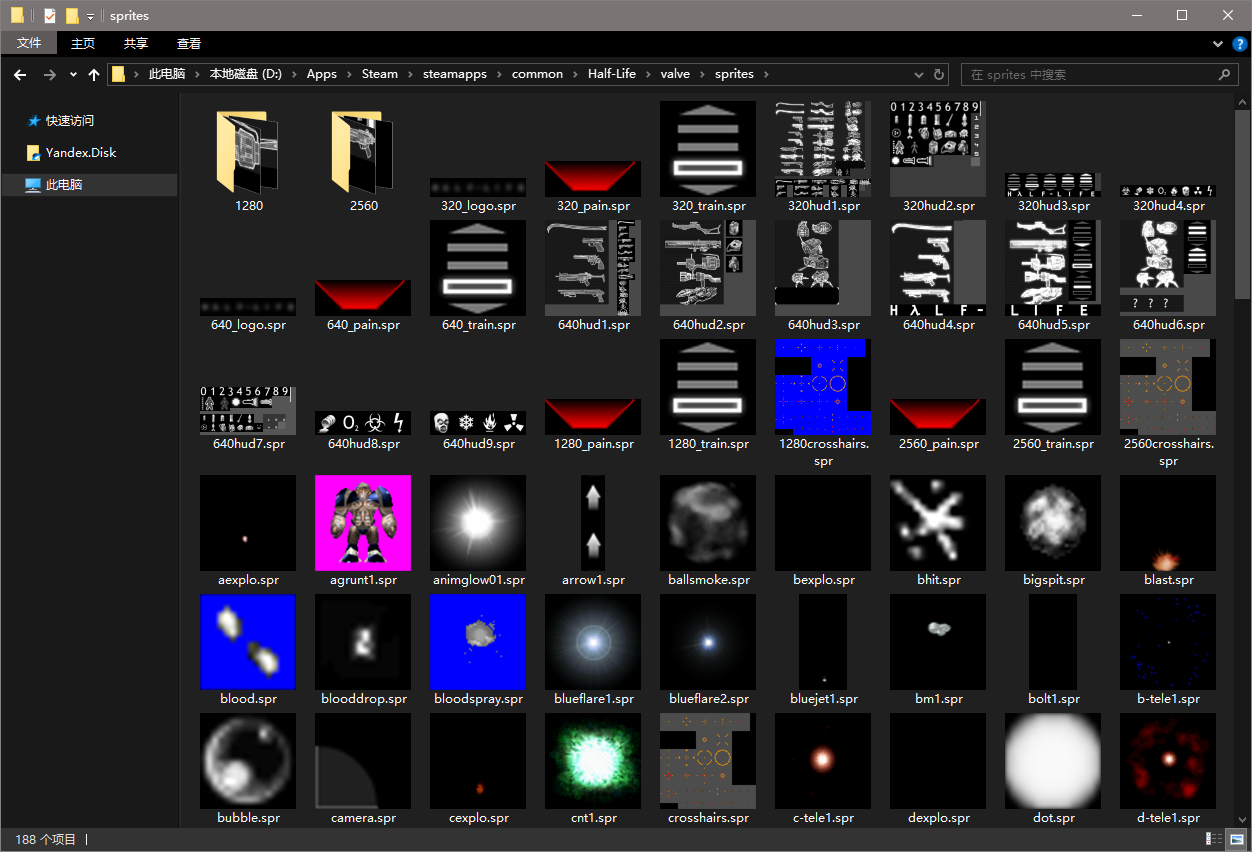 sprites
文件 主页 共享 查看
此电脑 本地磁盘 (D:) Apps Steam steamapps common Half-Life valve sprites
在 sprites 中搜索
快速访问
Yandex.Disk
此电脑
0 1 2 3 4 5 6 7 8 9
1280 2560 320_logo.spr 320_pain.spr 320_train.spr 320hud1.spr 320hud2.spr 320hud3.spr 320hud4.spr
HλLF- LIFE
? ? ?
640_logo.spr 640_pain.spr 640_train.spr 640hud1.spr 640hud2.spr 640hud3.spr 640hud4.spr 640hud5.spr 640hud6.spr
0 1 2 3 4 5 6 7 8 9
O2
640hud7.spr 640hud8.spr 640hud9.spr 1280_pain.spr 1280_train.spr 1280crosshairs.spr 2560_pain.spr 2560_train.spr 2560crosshairs.spr
aexplo.spr agrunt1.spr animglow01.spr arrow1.spr ballsmoke.spr bexplo.spr bhit.spr bigspit.spr blast.spr
blood.spr blooddrop.spr bloodspray.spr blueflare1.spr blueflare2.spr bluejet1.spr bm1.spr bolt1.spr b-tele1.spr
bubble.spr camera.spr cexplo.spr cnt1.spr crosshairs.spr c-tele1.spr dexplo.spr dot.spr d-tele1.spr
188 个项目